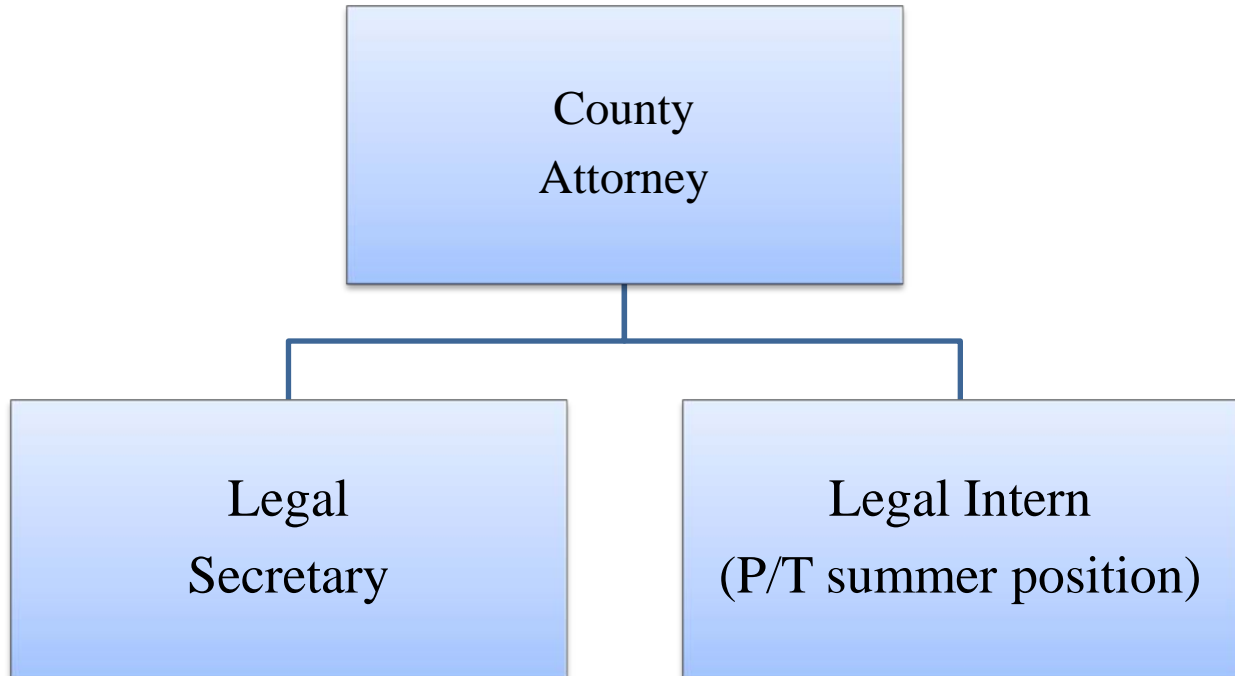 County
Attorney
Legal
Secretary
Legal Intern
(P/T summer position)